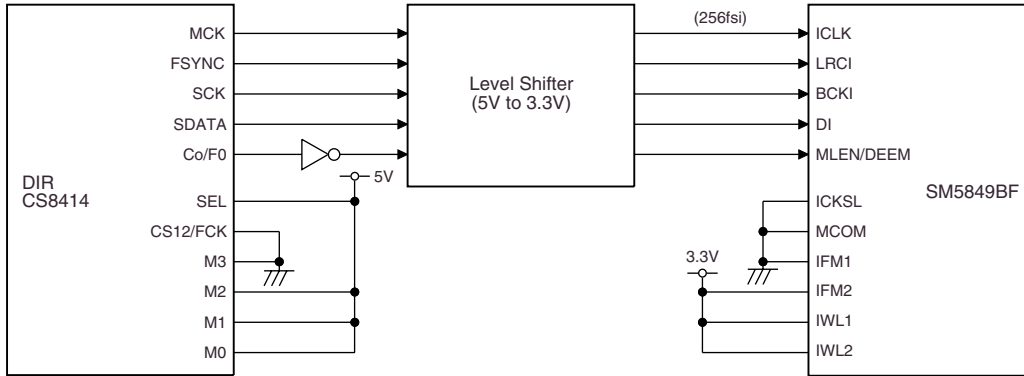 MCK
FSYNC
SCK
SDATA
Co/F0
DIR
CS8414
SEL
CS12/FCK
M3
M2
M1
M0
5V
Level Shifter
(5V to 3.3V)
(256fsi)
3.3V
ICLK
LRCI
BCKI
DI
MLEN/DEEM
SM5849BF
ICKSL
MCOM
IFM1
IFM2
IWL1
IWL2